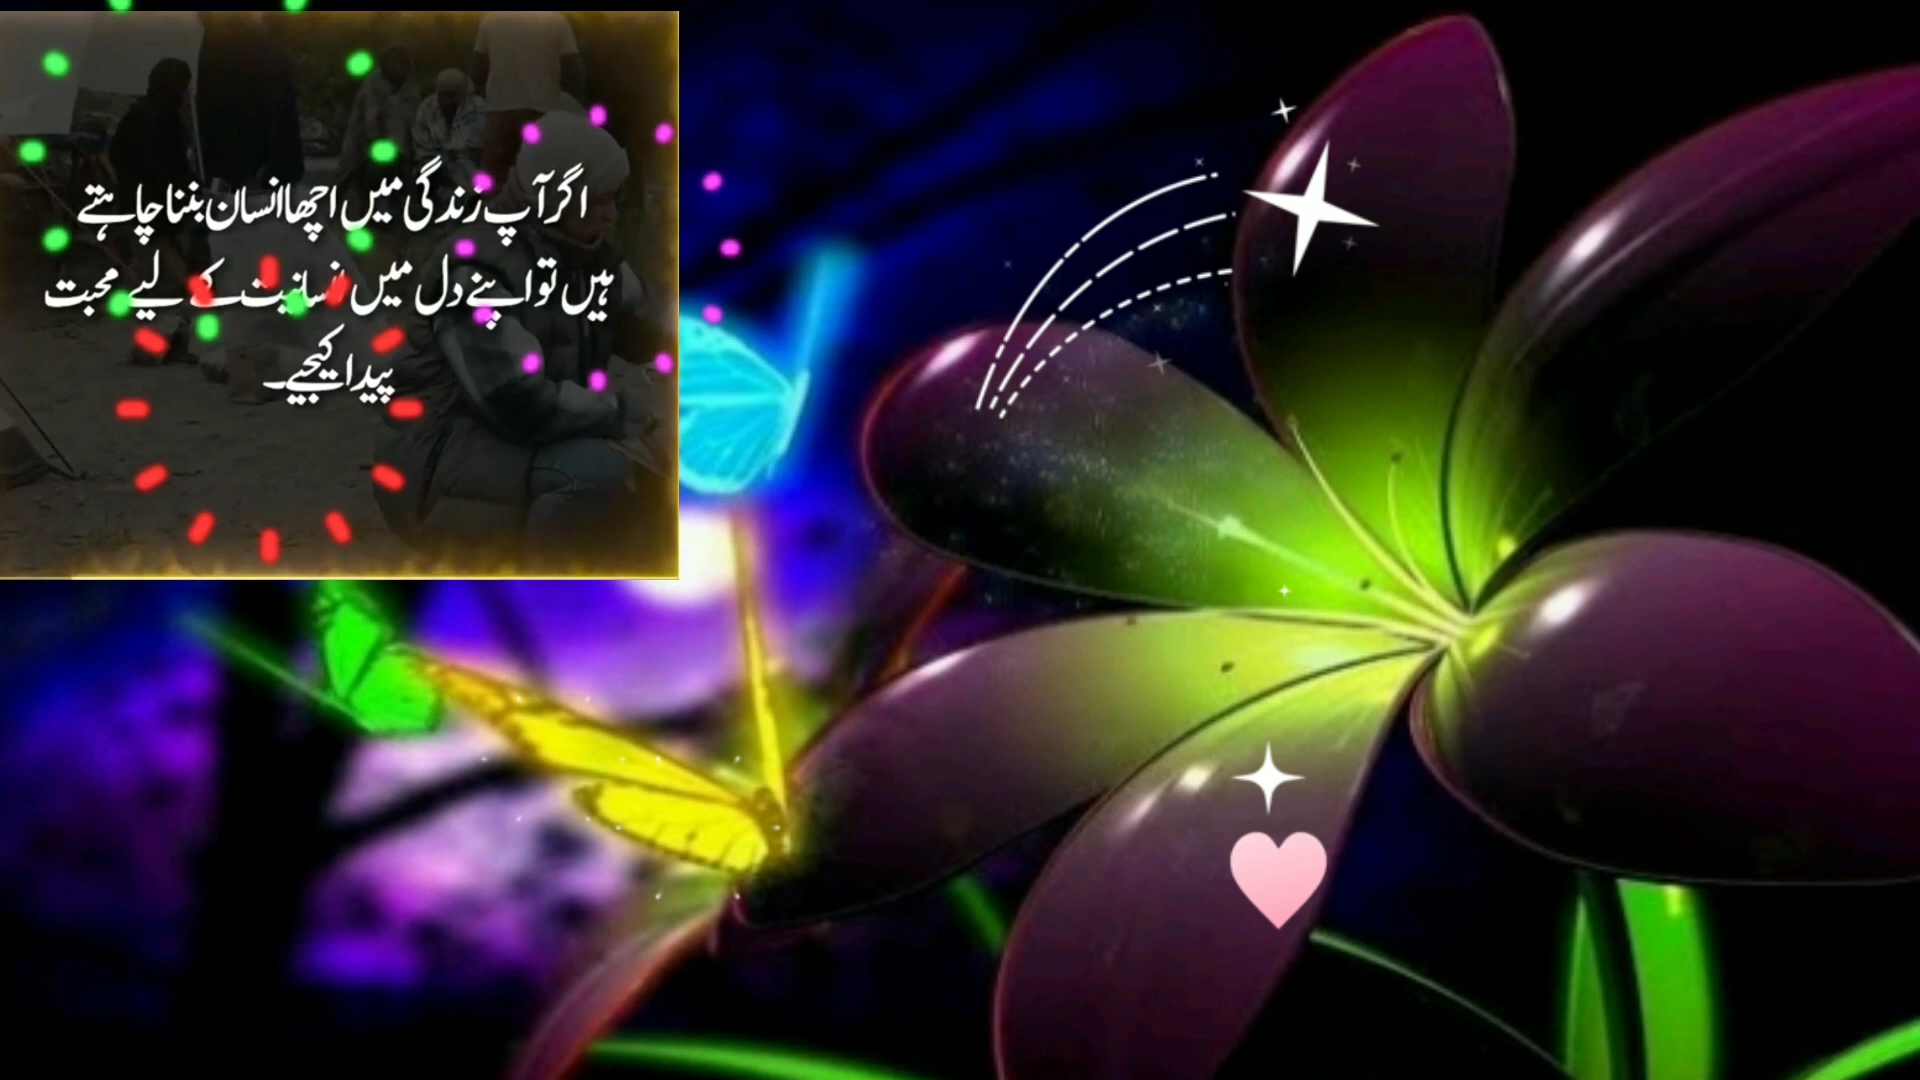 اگر آپ زندگی میں اچھا انسان بننا چاہتے
ہیں تو اپنے دل میں انسانیت کے لیے محبت
پیدا کیجیے۔